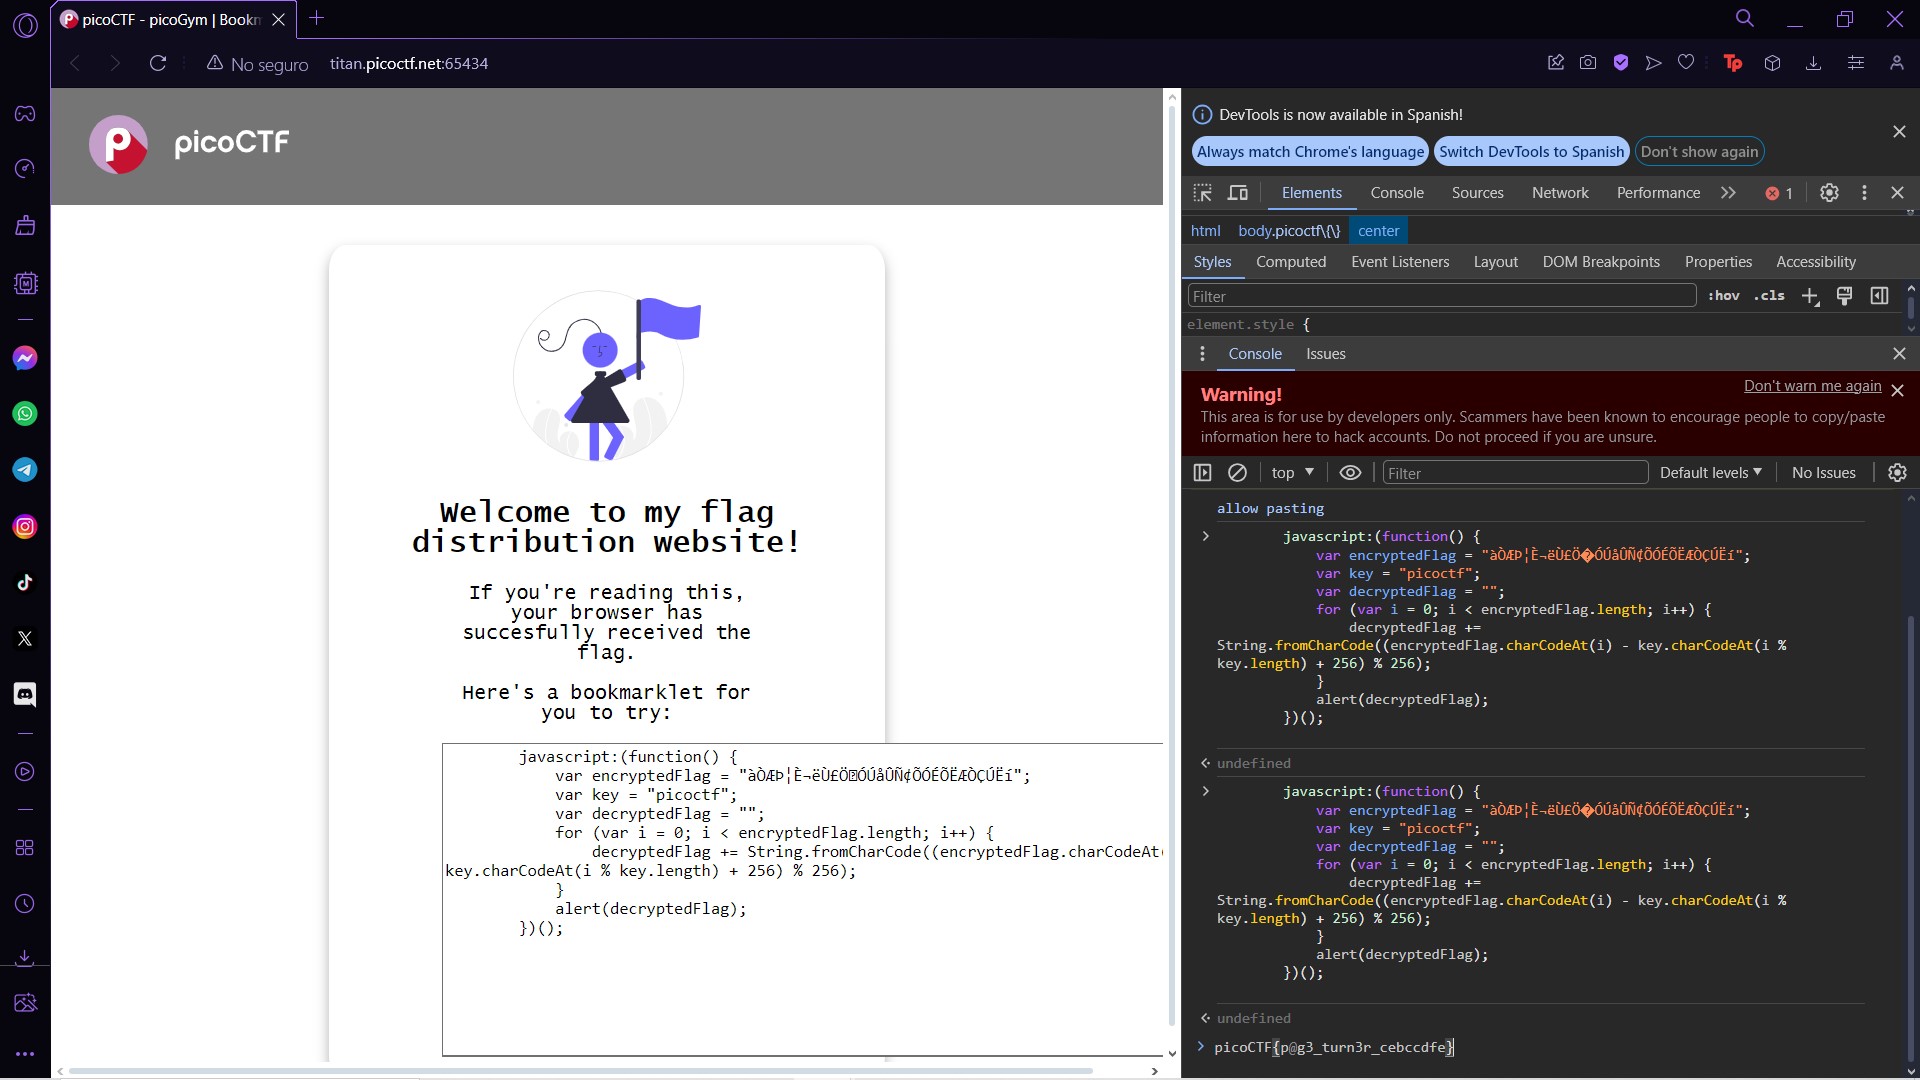 picoCTF - picoGym | Bookm
No seguro
titan.picoctf.net:65434
picoCTF
Welcome to my flag
distribution website!
If you're reading this,
your browser has
succesfully received the
flag.
Here's a bookmarklet for
you to try:
javascript:(function() {
var encryptedFlag = "àÒÆÞ¦È¬ëÙ£Ö�ÓÚåÛÑ¢ÕÓÉÕËÆÒÇÚËí";
var key = "picoctf";
var decryptedFlag = "";
for (var i = 0; i < encryptedFlag.length; i++) {
decryptedFlag += String.fromCharCode((encryptedFlag.charCodeAt(
key.charCodeAt(i % key.length) + 256) % 256);
}
alert(decryptedFlag);
})();
DevTools is now available in Spanish!
Always match Chrome's language Switch DevTools to Spanish Don't show again
Elements Console Sources Network Performance 1
html body.picoctf\{\} center
Styles Computed Event Listeners Layout DOM Breakpoints Properties Accessibility
Filter :hov .cls
element.style {
Console Issues
Warning! Don't warn me again
This area is for use by developers only. Scammers have been known to encourage people to copy/paste
information here to hack accounts. Do not proceed if you are unsure.
top Filter Default levels No Issues
allow pasting
javascript:(function() {
var encryptedFlag = "àÒÆÞ¦È¬ëÙ£Ö�ÓÚåÛÑ¢ÕÓÉÕËÆÒÇÚËí";
var key = "picoctf";
var decryptedFlag = "";
for (var i = 0; i < encryptedFlag.length; i++) {
decryptedFlag +=
String.fromCharCode((encryptedFlag.charCodeAt(i) - key.charCodeAt(i %
key.length) + 256) % 256);
}
alert(decryptedFlag);
})();
undefined
javascript:(function() {
var encryptedFlag = "àÒÆÞ¦È¬ëÙ£Ö�ÓÚåÛÑ¢ÕÓÉÕËÆÒÇÚËí";
var key = "picoctf";
var decryptedFlag = "";
for (var i = 0; i < encryptedFlag.length; i++) {
decryptedFlag +=
String.fromCharCode((encryptedFlag.charCodeAt(i) - key.charCodeAt(i %
key.length) + 256) % 256);
}
alert(decryptedFlag);
})();
undefined
picoCTF{p@g3_turn3r_cebccdfe}